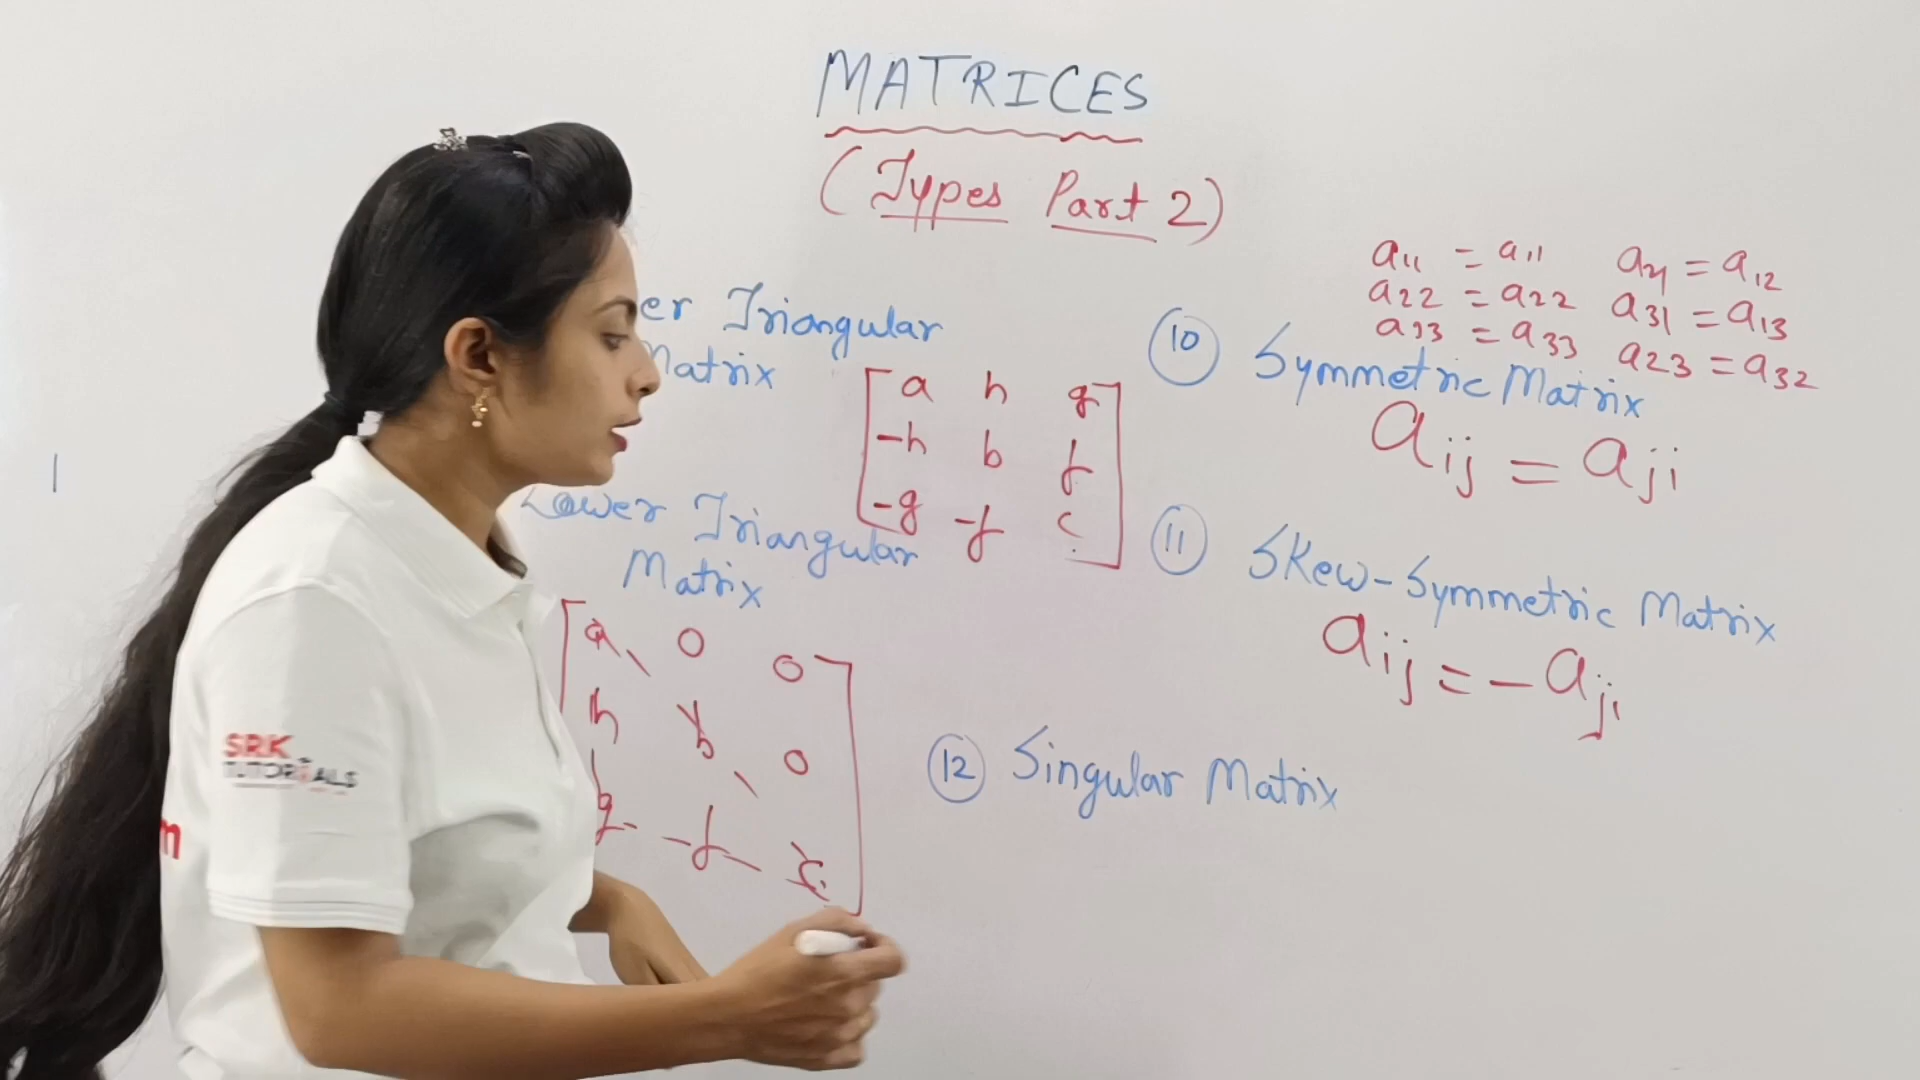 MATRICES
(Types Part 2)
er Triangular
Matrix
Lower Triangular
Matrix
a h g
-h b f
-g -f c
a 0 0
h b 0
g -f c
a11 = a11 a21 = a12
a22 = a22 a31 = a13
a33 = a33 a23 = a32
10 Symmetric Matrix
aij = aji
11 Skew-Symmetric Matrix
aij = -aji
12 Singular Matrix
SRK
TUTORIALS
m